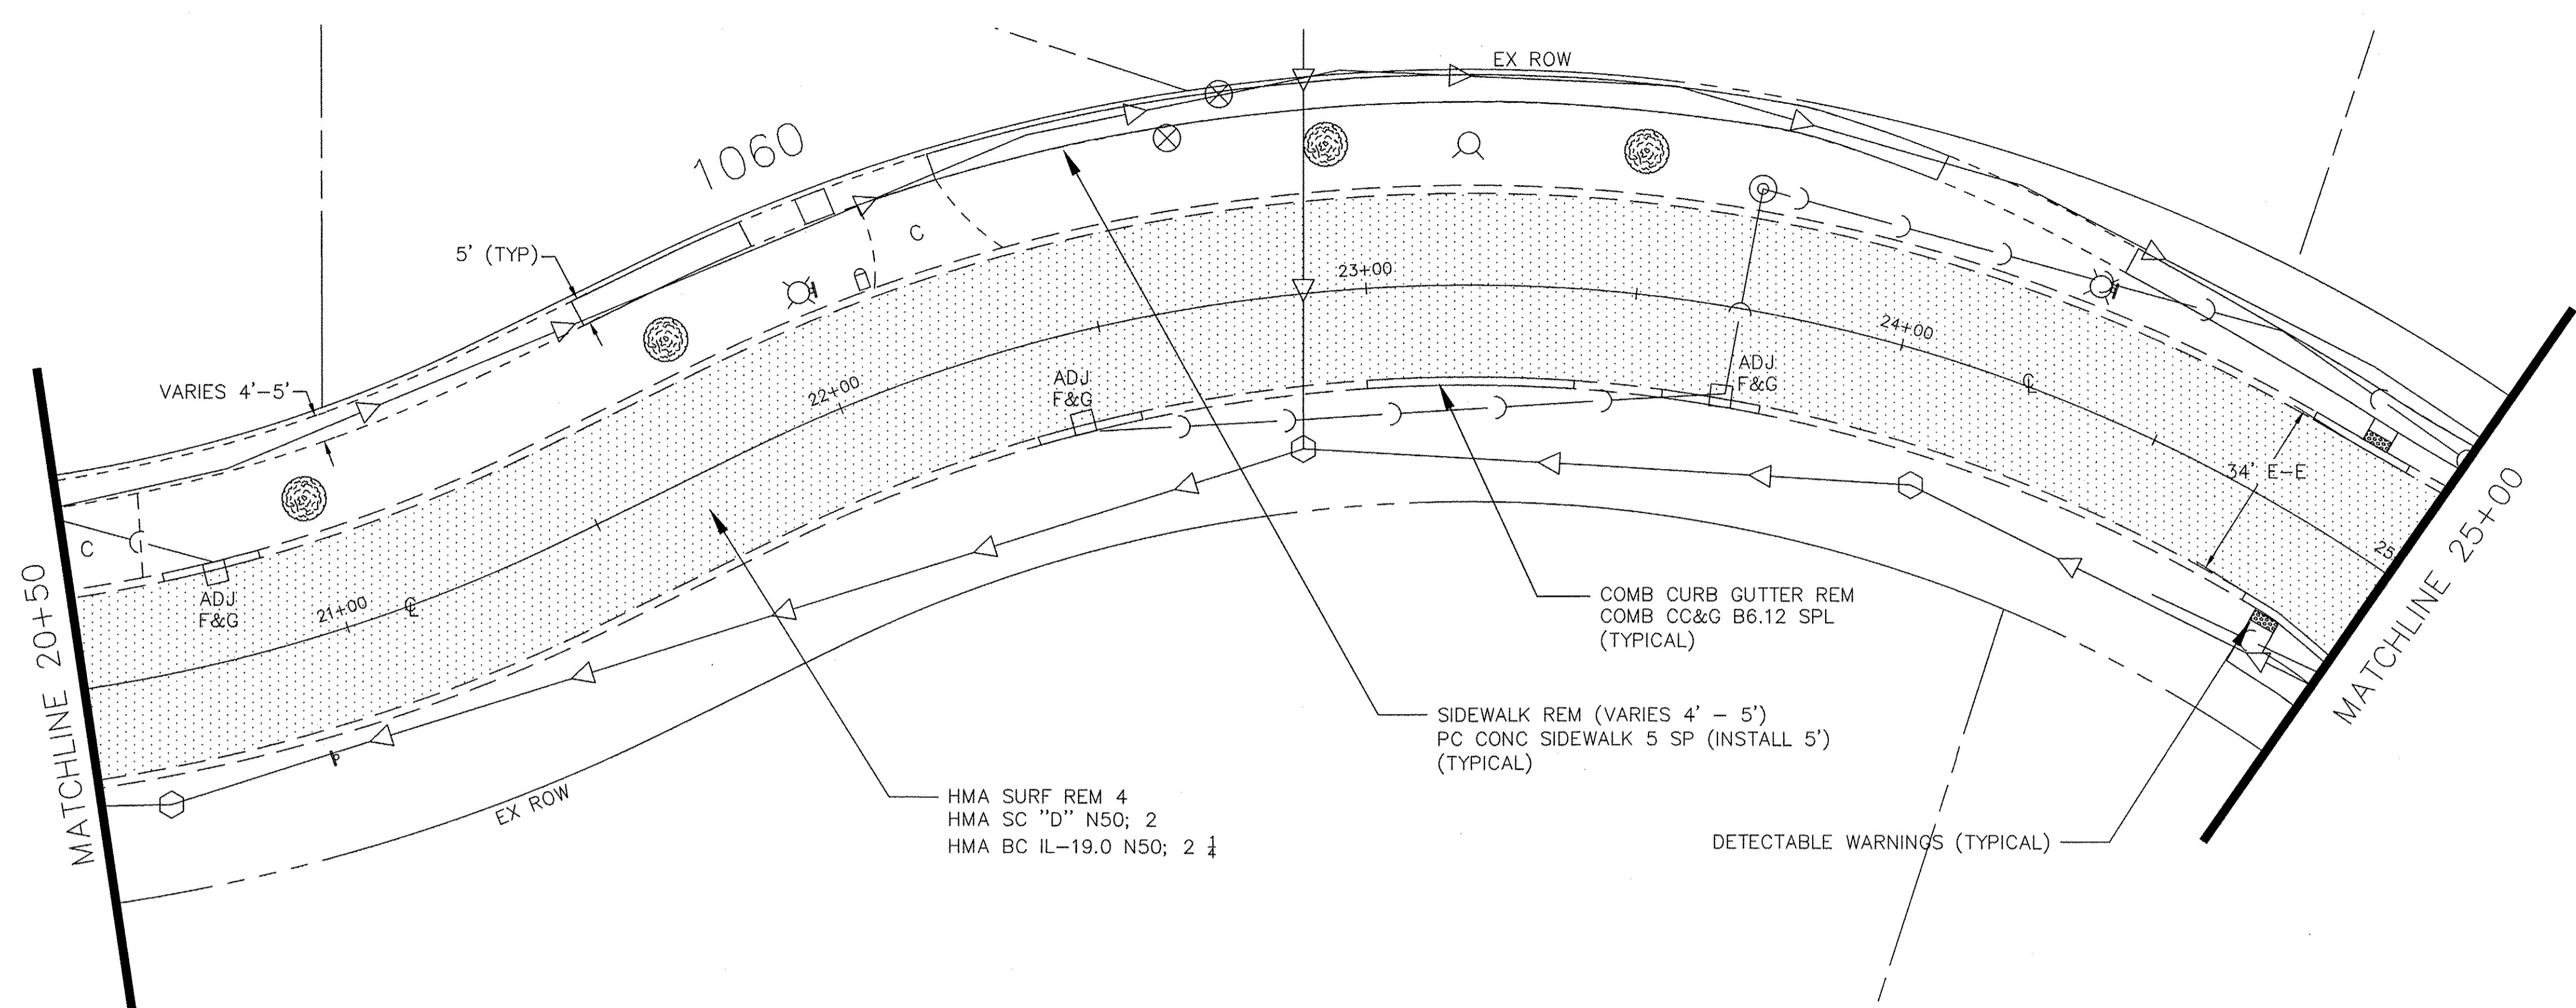 EX ROW
1060
5' (TYP)
23+00
24+00
ADJ
F&G
ADJ
F&G
22+00
VARIES 4'-5'
C
C
℄
34' E-E
25
MATCHLINE 25+00
MATCHLINE 20+50
ADJ
F&G
21+00
℄
COMB CURB GUTTER REM
COMB CC&G B6.12 SPL
(TYPICAL)
SIDEWALK REM (VARIES 4' - 5')
PC CONC SIDEWALK 5 SP (INSTALL 5')
(TYPICAL)
EX ROW
HMA SURF REM 4
HMA SC "D" N50; 2
HMA BC IL-19.0 N50; 2 1/4
DETECTABLE WARNINGS (TYPICAL)